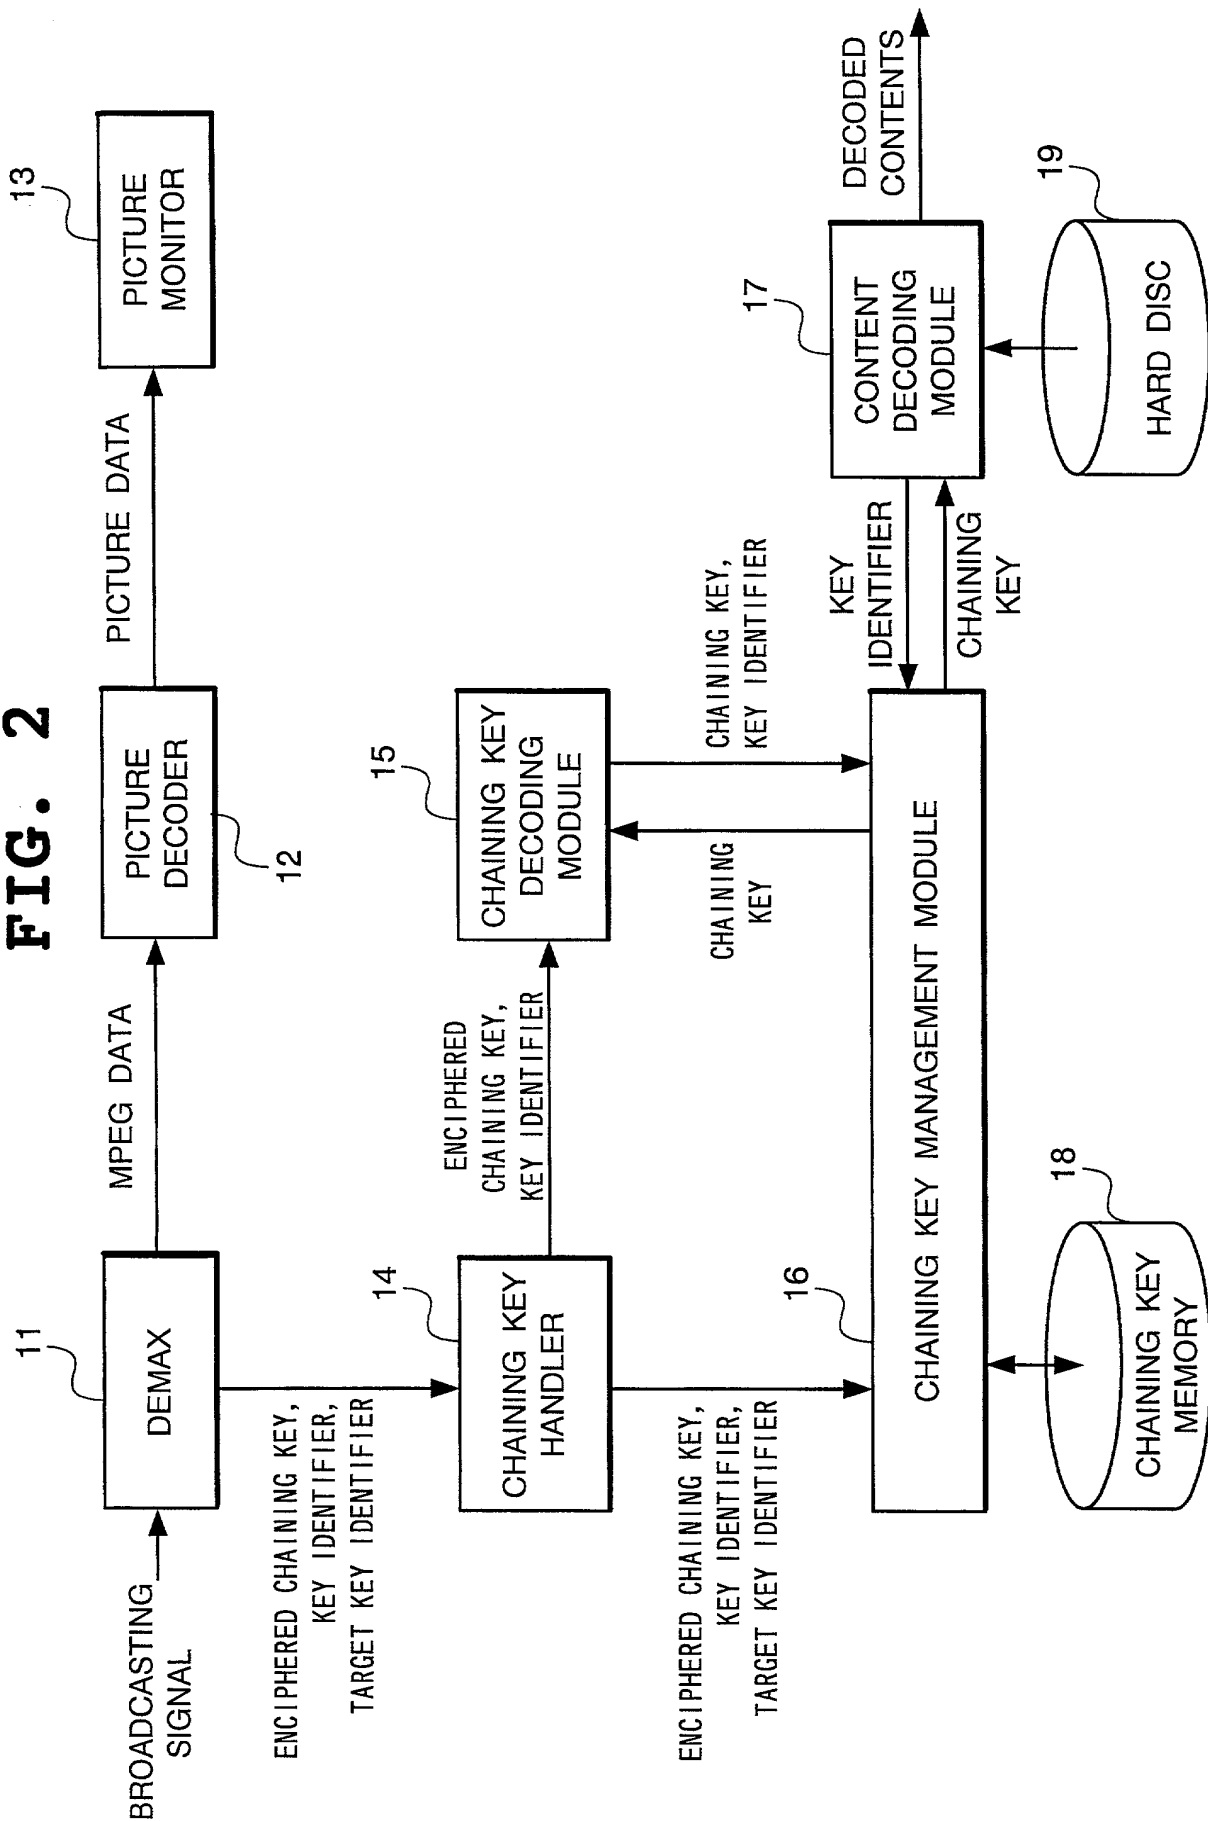 FIG. 2
BROADCASTING
SIGNAL
11
DEMAX
MPEG DATA
PICTURE
DECODER
12
PICTURE DATA
13
PICTURE
MONITOR
ENCIPHERED CHAINING KEY,
KEY IDENTIFIER,
TARGET KEY IDENTIFIER
14
CHAINING KEY
HANDLER
ENCIPHERED
CHAINING KEY,
KEY IDENTIFIER
15
CHAINING KEY
DECODING
MODULE
ENCIPHERED CHAINING KEY,
KEY IDENTIFIER,
TARGET KEY IDENTIFIER
CHAINING
KEY
CHAINING KEY,
KEY IDENTIFIER
16
CHAINING KEY MANAGEMENT MODULE
KEY
IDENTIFIER
CHAINING
KEY
17
CONTENT
DECODING
MODULE
DECODED
CONTENTS
18
CHAINING KEY
MEMORY
19
HARD DISC